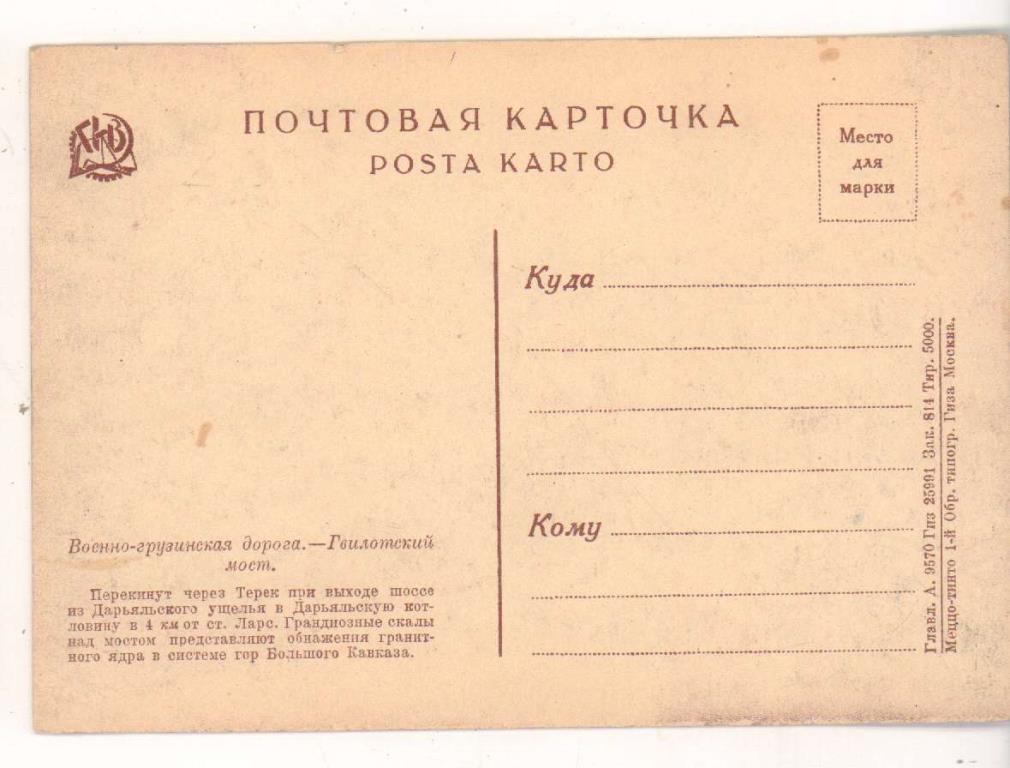 ПОЧТОВАЯ КАРТОЧКА
POSTA KARTO
Место
для
марки
Куда
Кому
Военно-грузинская дорога.—Гвилотский
мост.
Перекинут через Терек при выходе шоссе
из Дарьяльского ущелья в Дарьяльскую кот-
ловину в 4 км от ст. Ларс. Грандиозные скалы
над мостом представляют обнажения гранит-
ного ядра в системе гор Большого Кавказа.
Главл. А. 9570 Гиз 25991 Зак. 814 Тир. 5000.
Меццо-тинто 1-й Обр. типогр. Гиза Москва.